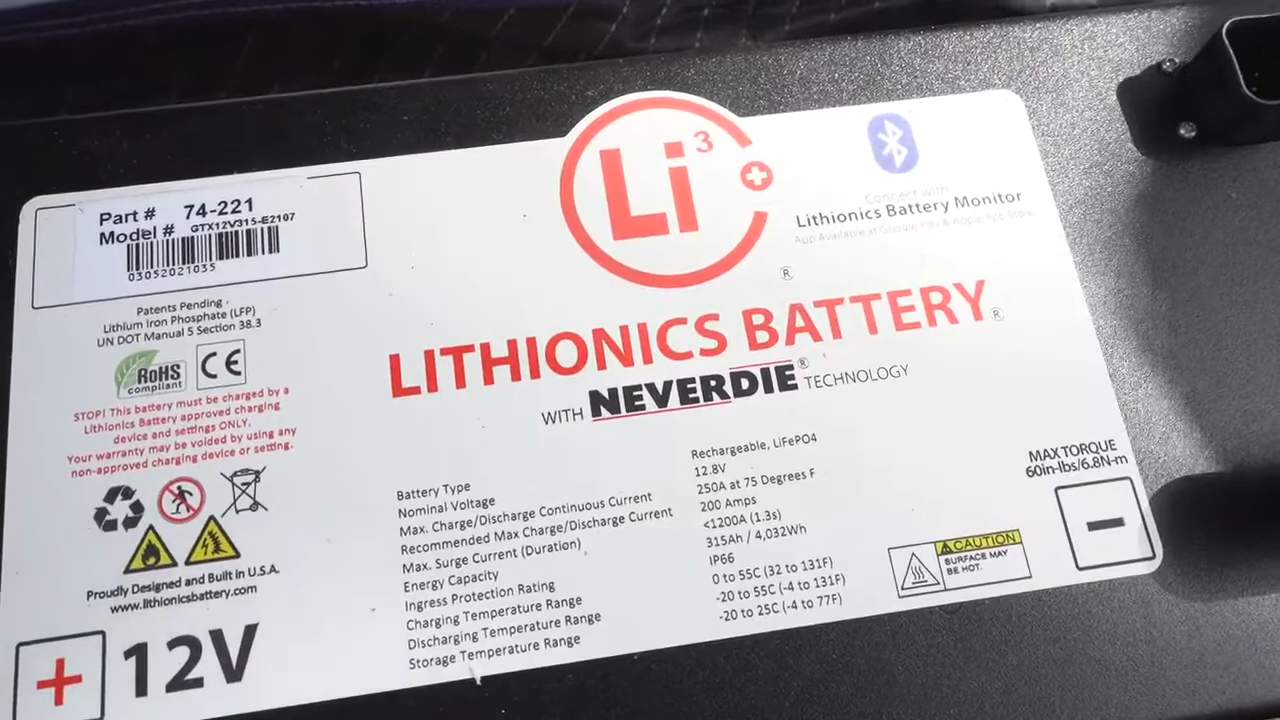 Part # 74-221
Model # GTX12V315-E2107
03052021035
Patents Pending
Lithium Iron Phosphate (LFP)
UN DOT Manual 5 Section 38.3
RoHS
compliant
CE
STOP! This battery must be charged by a
Lithionics Battery approved charging
device and settings ONLY.
Your warranty may be voided by using any
non-approved charging device or setting.
Proudly Designed and Built in U.S.A.
www.lithionicsbattery.com
+ 12V
Li3 +
®
Connect with
Lithionics Battery Monitor
App Available at Google Play & Apple App Store
LITHIONICS BATTERY®
WITH NEVERDIE® TECHNOLOGY
Battery Type Rechargeable, LiFePO4
Nominal Voltage 12.8V
Max. Charge/Discharge Continuous Current 250A at 75 Degrees F
Recommended Max Charge/Discharge Current 200 Amps
Max. Surge Current (Duration) <1200A (1.3s)
Energy Capacity 315Ah / 4,032Wh
Ingress Protection Rating IP66
Charging Temperature Range 0 to 55C (32 to 131F)
Discharging Temperature Range -20 to 55C (-4 to 131F)
Storage Temperature Range -20 to 25C (-4 to 77F)
CAUTION
SURFACE MAY
BE HOT.
MAX TORQUE
60in-lbs/6.8N-m
-